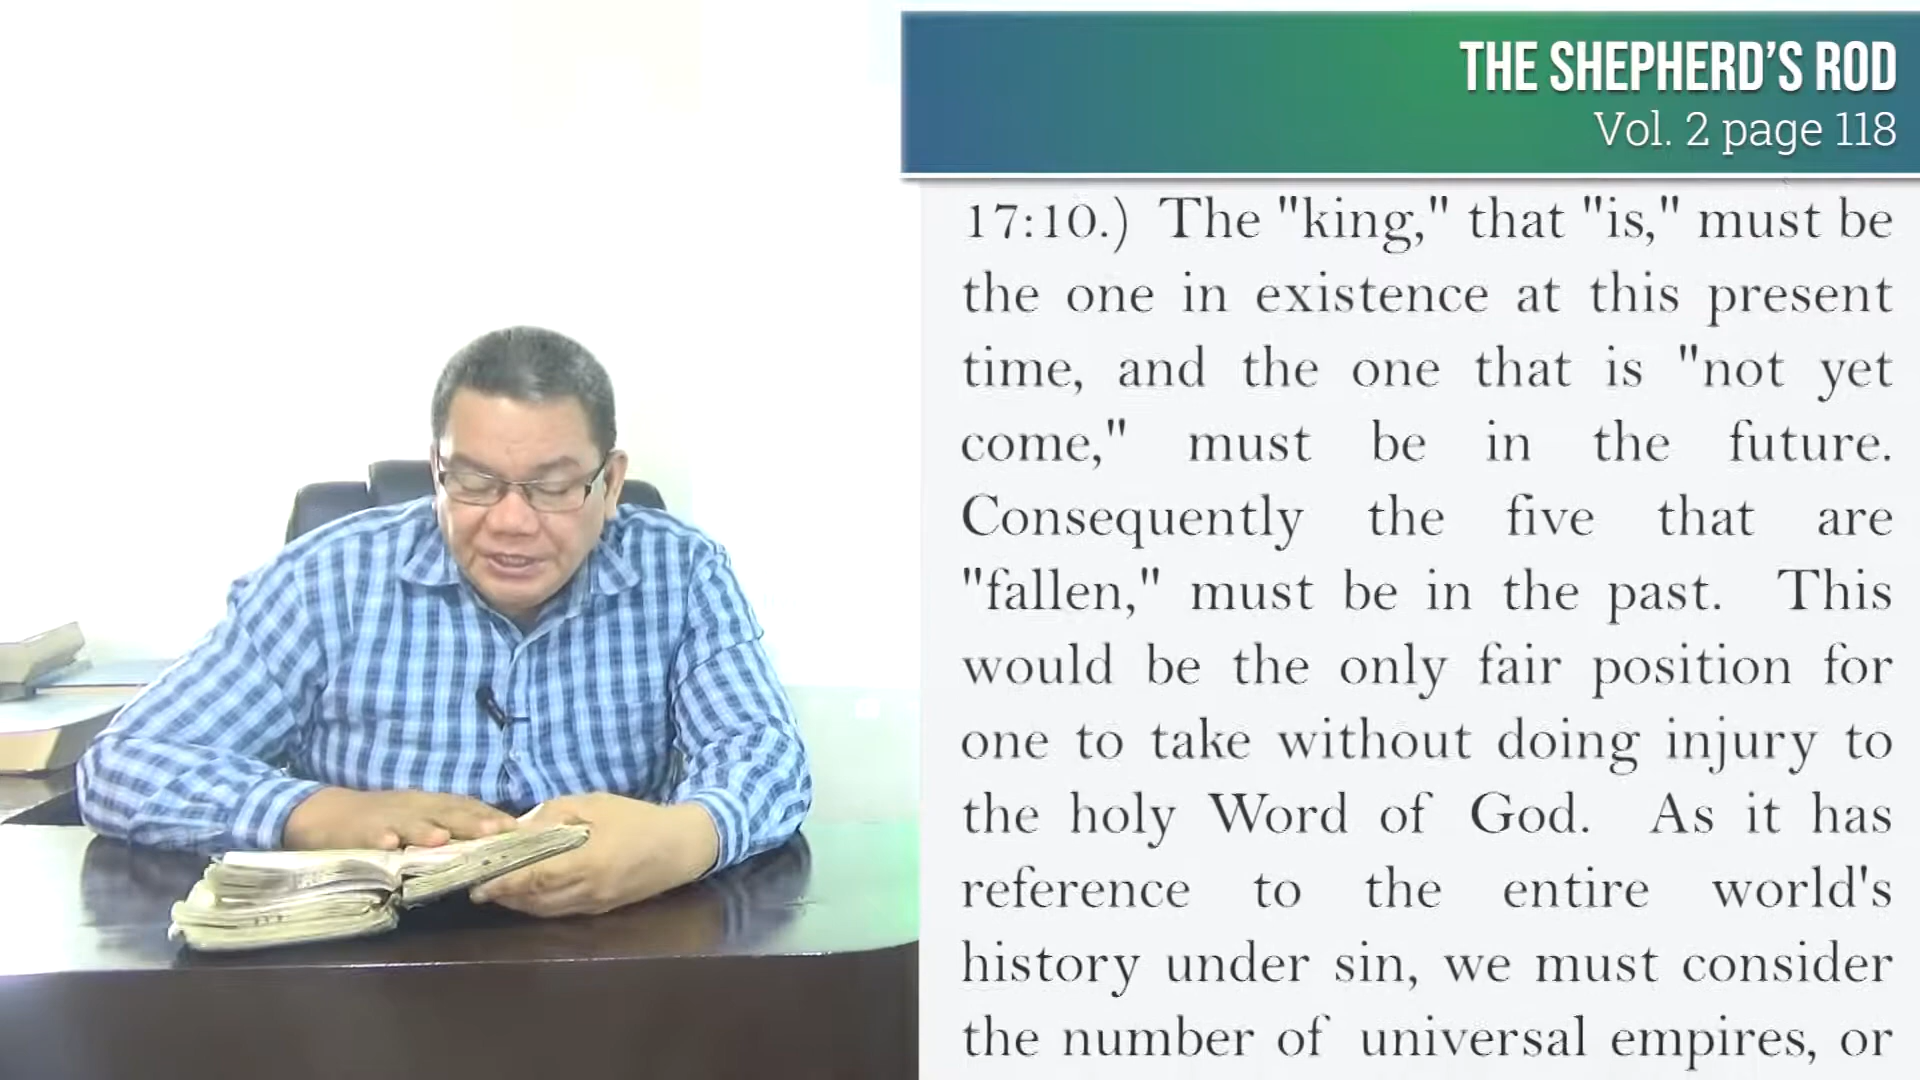 THE SHEPHERD'S ROD
Vol. 2 page 118
17:10.) The "king," that "is," must be
the one in existence at this present
time, and the one that is "not yet
come," must be in the future.
Consequently the five that are
"fallen," must be in the past. This
would be the only fair position for
one to take without doing injury to
the holy Word of God. As it has
reference to the entire world's
history under sin, we must consider
the number of universal empires, or